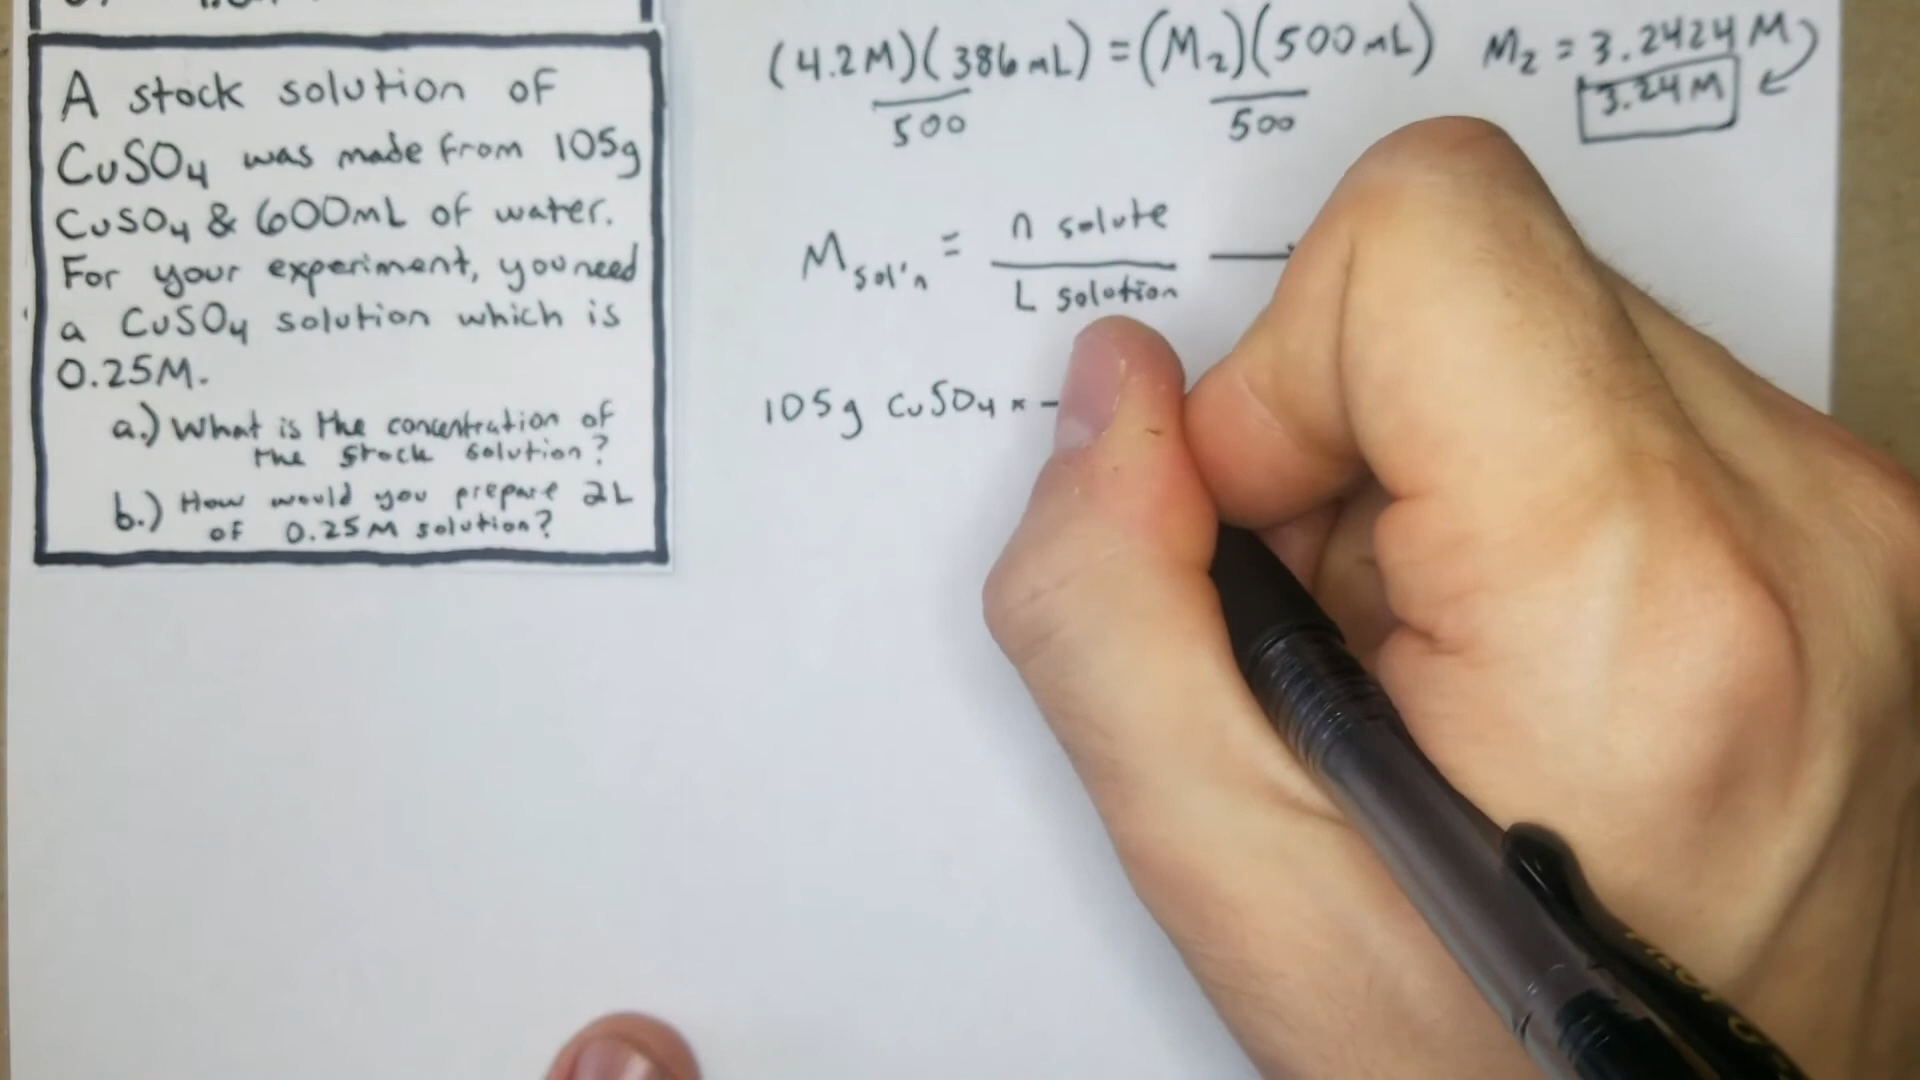 A stock solution of
CuSO4 was made from 105g
CuSO4 & 600mL of water.
For your experiment, you need
a CuSO4 solution which is
0.25M.
a.) What is the concentration of
the stock solution?
b.) How would you prepare 2L
of 0.25M solution?
(4.2M)(386mL) = (M2)(500mL)
500 500
M2 = 3.2424M
3.24M
M sol'n = n solute
L solution
105g CuSO4 × -